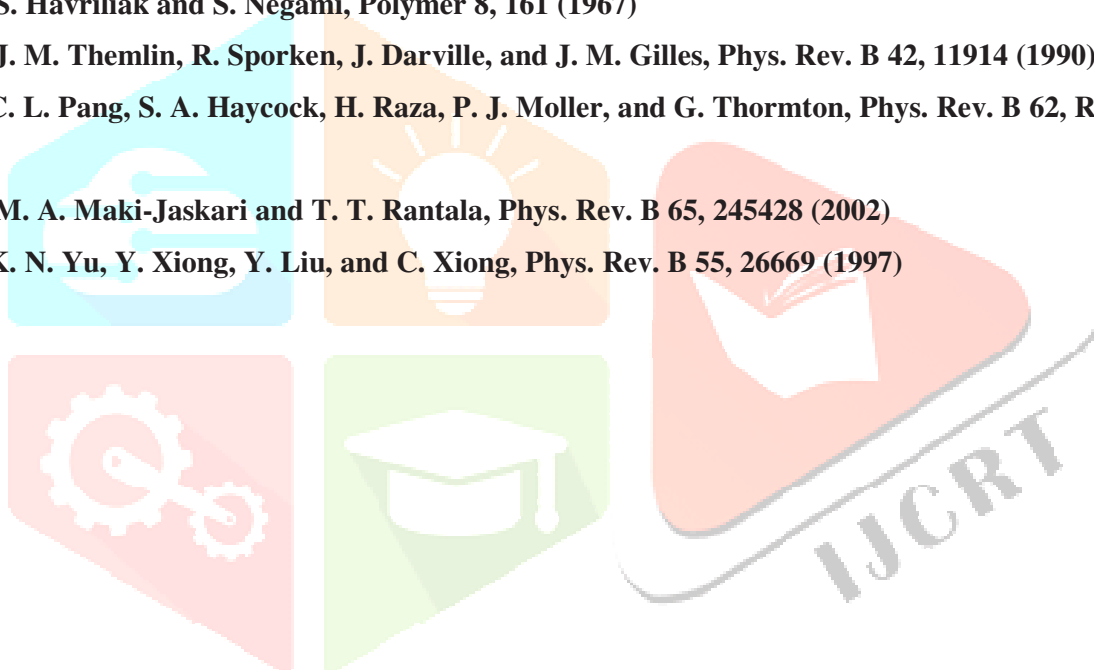 S. Havriliak and S. Negami, Polymer 8, 161 (1967)
J. M. Themlin, R. Sporken, J. Darville, and J. M. Gilles, Phys. Rev. B 42, 11914 (1990)
C. L. Pang, S. A. Haycock, H. Raza, P. J. Moller, and G. Thormton, Phys. Rev. B 62, R
M. A. Maki-Jaskari and T. T. Rantala, Phys. Rev. B 65, 245428 (2002)
K. N. Yu, Y. Xiong, Y. Liu, and C. Xiong, Phys. Rev. B 55, 26669 (1997)
IJCRT